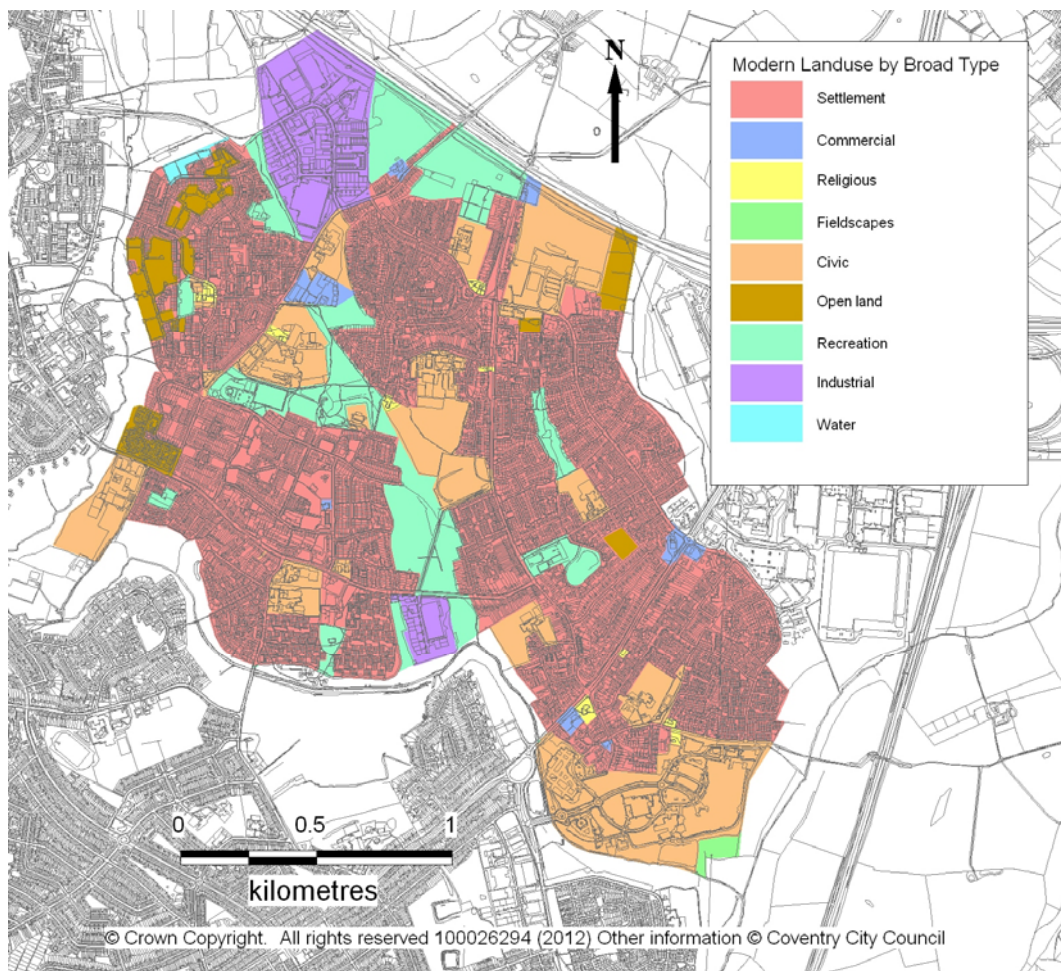 N
Modern Landuse by Broad Type
Settlement
Commercial
Religious
Fieldscapes
Civic
Open land
Recreation
Industrial
Water
0 0.5 1
kilometres
© Crown Copyright. All rights reserved 100026294 (2012) Other information © Coventry City Council